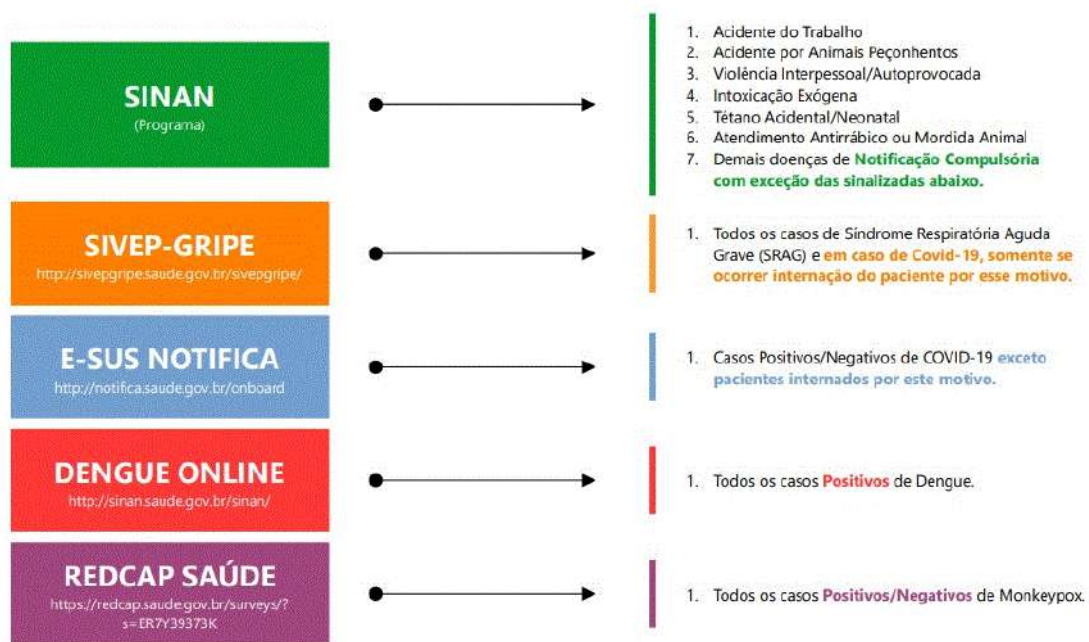 SINAN
(Programa)
1. Acidente do Trabalho
2. Acidente por Animais Peçonhentos
3. Violência Interpessoal/Autoprovocada
4. Intoxicação Exógena
5. Tétano Acidental/Neonatal
6. Atendimento Antirrábico ou Mordida Animal
7. Demais doenças de Notificação Compulsória
com exceção das sinalizadas abaixo.
SIVEP-GRIPE
http://sivepgripe.saude.gov.br/sivepgripe/
1. Todos os casos de Síndrome Respiratória Aguda
Grave (SRAG) e em caso de Covid-19, somente se
ocorrer internação do paciente por esse motivo.
E-SUS NOTIFICA
http://notifica.saude.gov.br/onboard
1. Casos Positivos/Negativos de COVID-19 exceto
pacientes internados por este motivo.
DENGUE ONLINE
http://sinan.saude.gov.br/sinan/
1. Todos os casos Positivos de Dengue.
REDCAP SAÚDE
https://redcap.saude.gov.br/surveys/?
s=ER7Y39373K
1. Todos os casos Positivos/Negativos de Monkeypox.